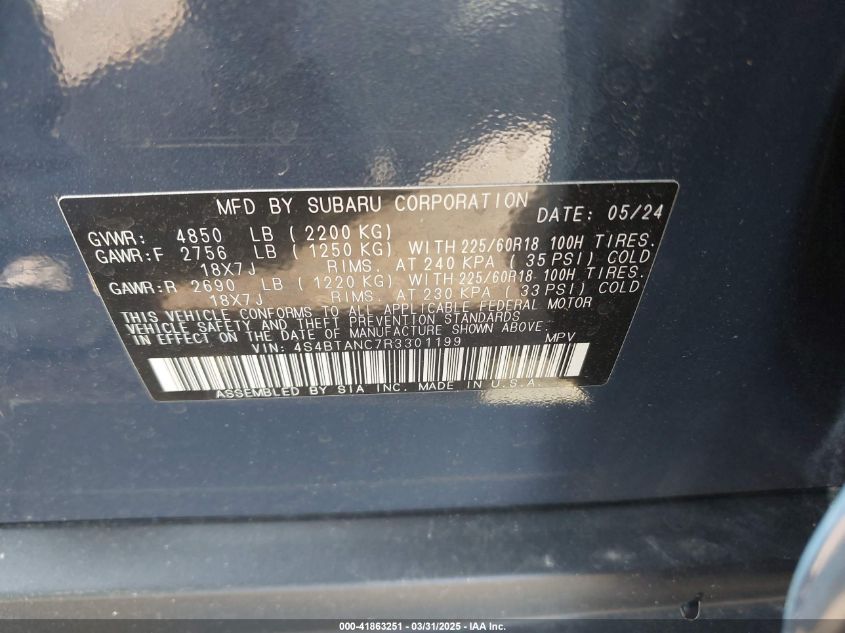 MFD BY SUBARU CORPORATION DATE: 05/24
GVWR: 4850 LB ( 2200 KG)
GAWR:F 2756 LB ( 1250 KG) WITH 225/60R18 100H TIRES.
18X7J RIMS. AT 240 KPA ( 35 PSI) COLD
GAWR:R 2690 LB ( 1220 KG) WITH 225/60R18 100H TIRES.
18X7J RIMS. AT 230 KPA ( 33 PSI) COLD
THIS VEHICLE CONFORMS TO ALL APPLICABLE FEDERAL MOTOR
VEHICLE SAFETY AND THEFT PREVENTION STANDARDS
IN EFFECT ON THE DATE OF MANUFACTURE SHOWN ABOVE.
VIN: 4S4BTANC7R3301199 MPV
ASSEMBLED BY SIA INC. MADE IN U.S.A.
000-41863251 - 03/31/2025 - IAA Inc.